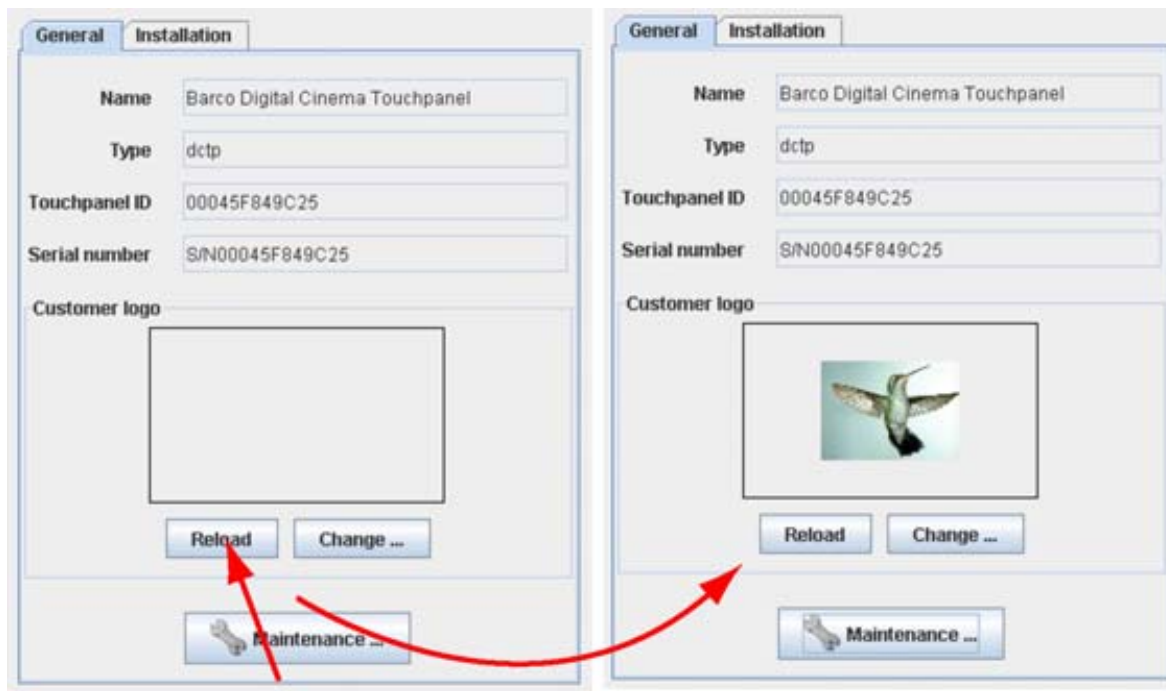 General Installation
Name Barco Digital Cinema Touchpanel
Type dctp
Touchpanel ID 00045F849C25
Serial number S/N00045F849C25
Customer logo
Reload Change ...
Maintenance ...
General Installation
Name Barco Digital Cinema Touchpanel
Type dctp
Touchpanel ID 00045F849C25
Serial number S/N00045F849C25
Customer logo
Reload Change ...
Maintenance ...